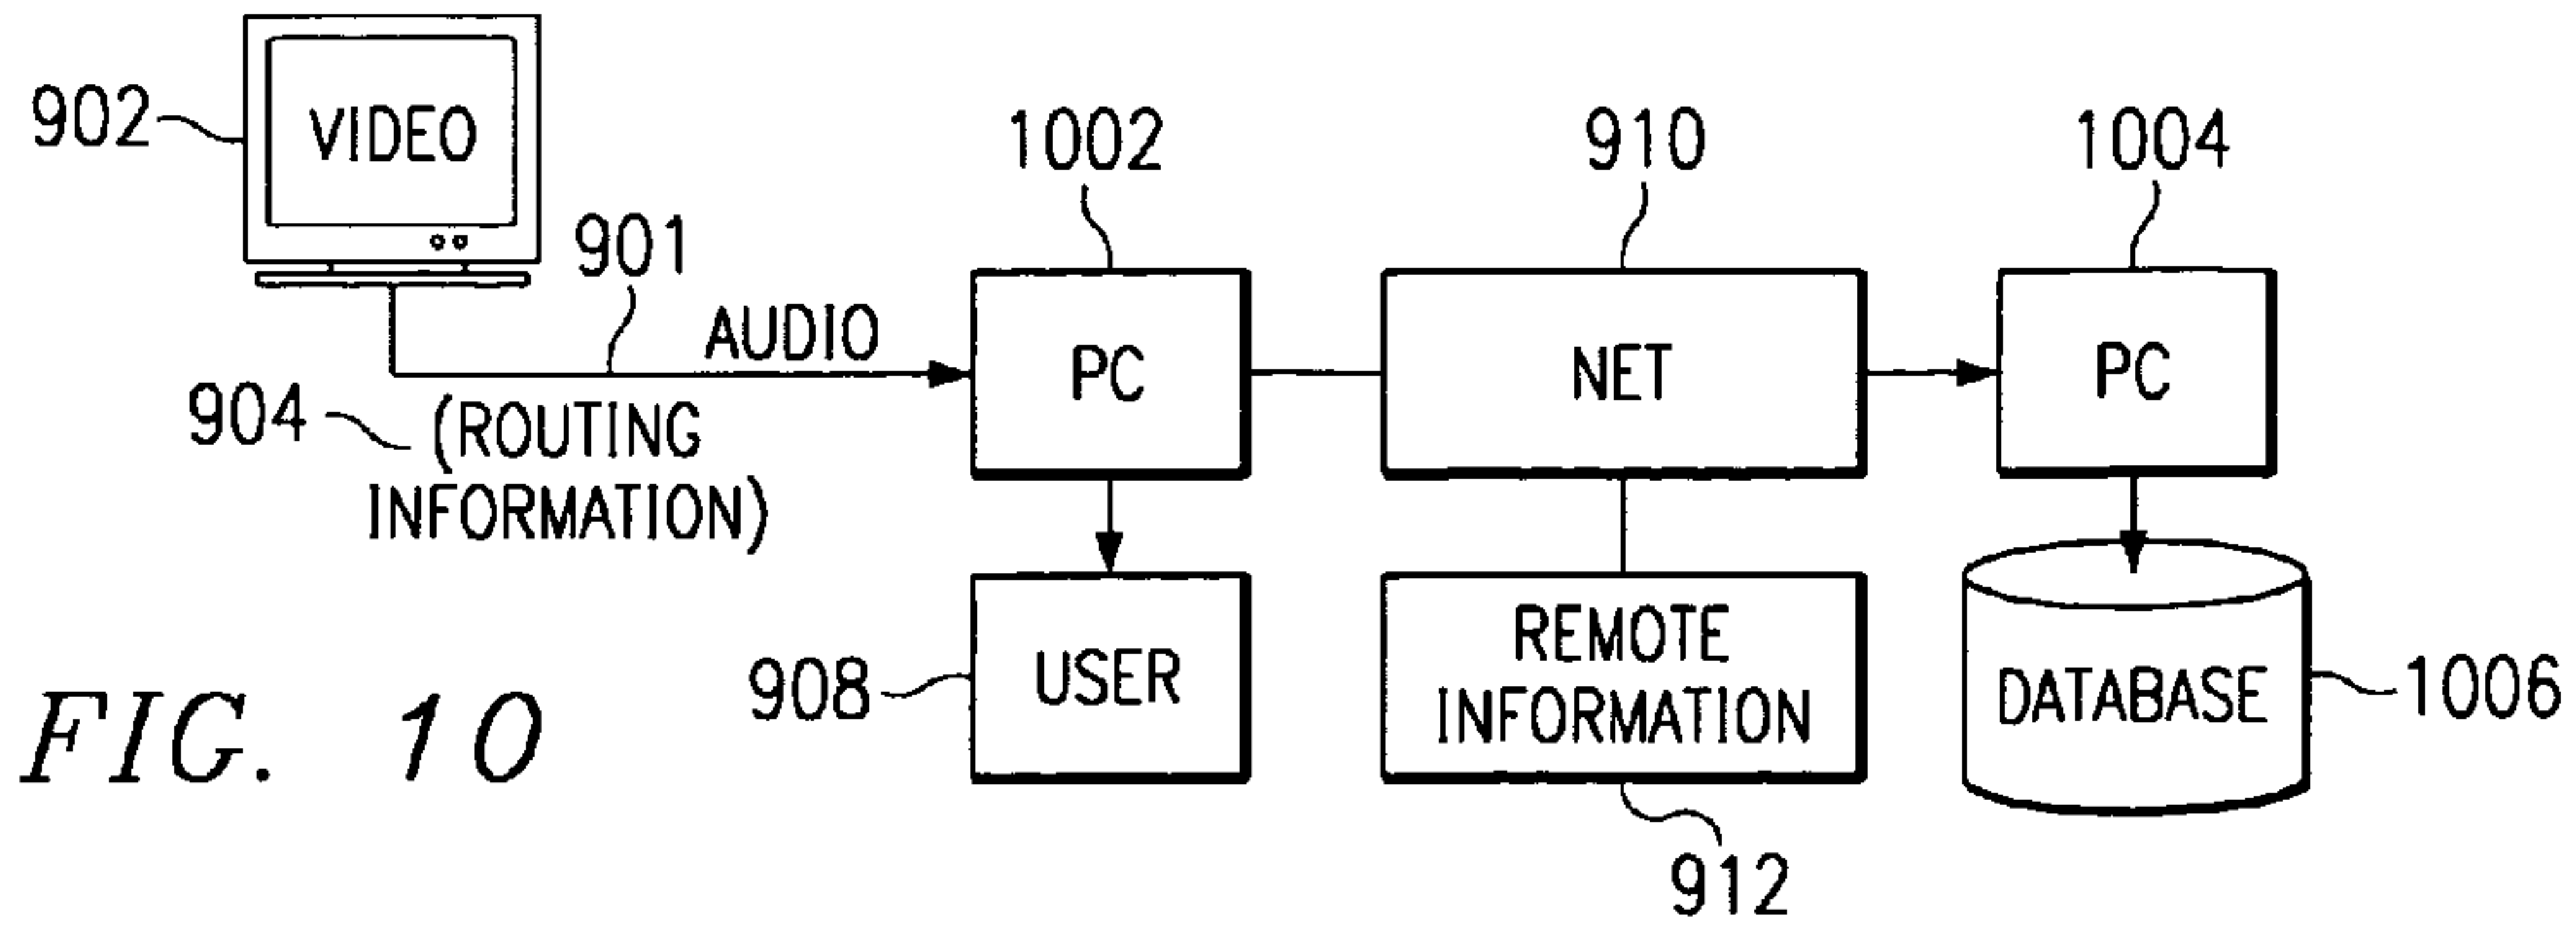 902
VIDEO
901
AUDIO
904
(ROUTING
INFORMATION)
1002
PC
910
NET
1004
PC
908
USER
REMOTE
INFORMATION
912
DATABASE
1006
FIG. 10